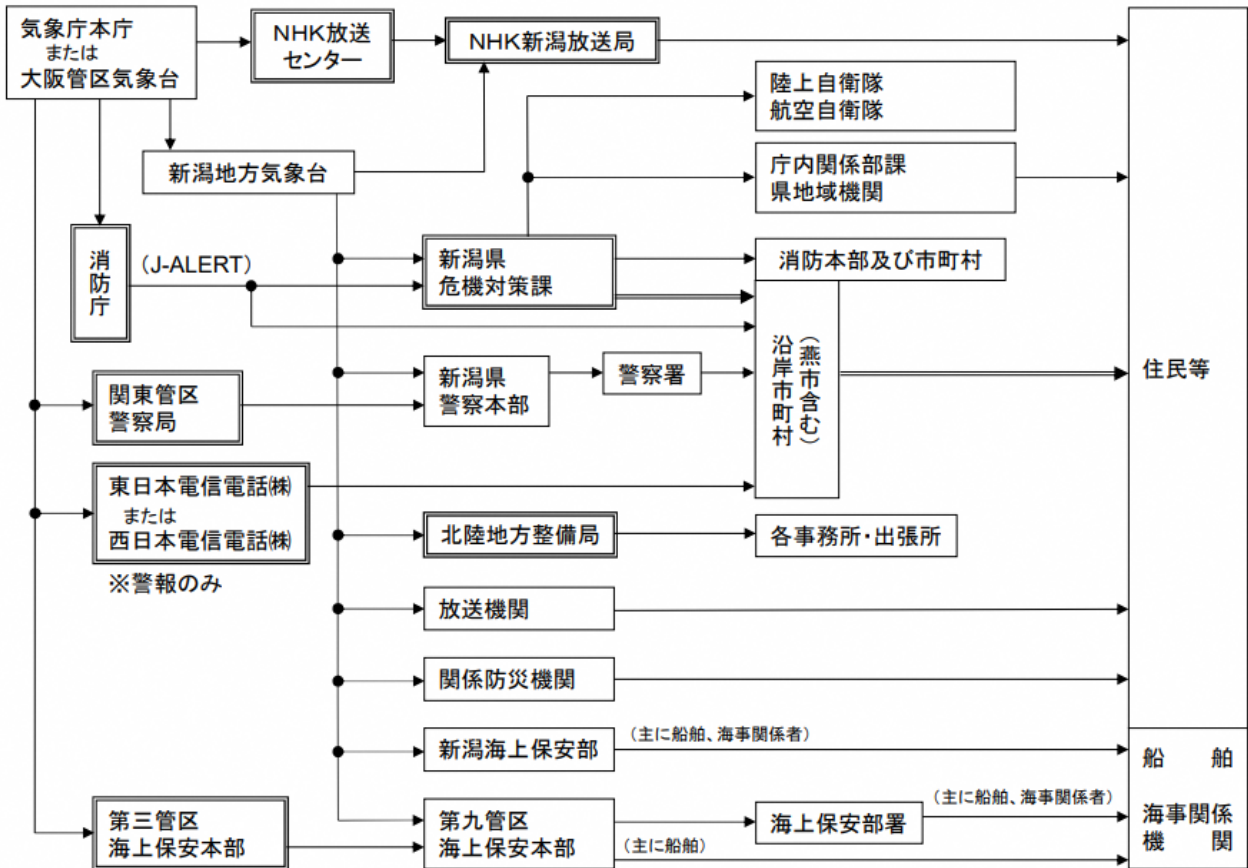 気象庁本庁
または
大阪管区気象台
NHK放送
センター
NHK新潟放送局
陸上自衛隊
航空自衛隊
新潟地方気象台
庁内関係部課
県地域機関
消防庁
(J-ALERT)
新潟県
危機対策課
消防本部及び市町村
沿岸市町村
(燕市含む)
住民等
関東管区
警察局
新潟県
警察本部
警察署
東日本電信電話㈱
または
西日本電信電話㈱
※警報のみ
北陸地方整備局
各事務所・出張所
放送機関
関係防災機関
新潟海上保安部
(主に船舶、海事関係者)
船　舶
海事関係
機　関
第三管区
海上保安本部
第九管区
海上保安本部
海上保安部署
(主に船舶、海事関係者)
(主に船舶)